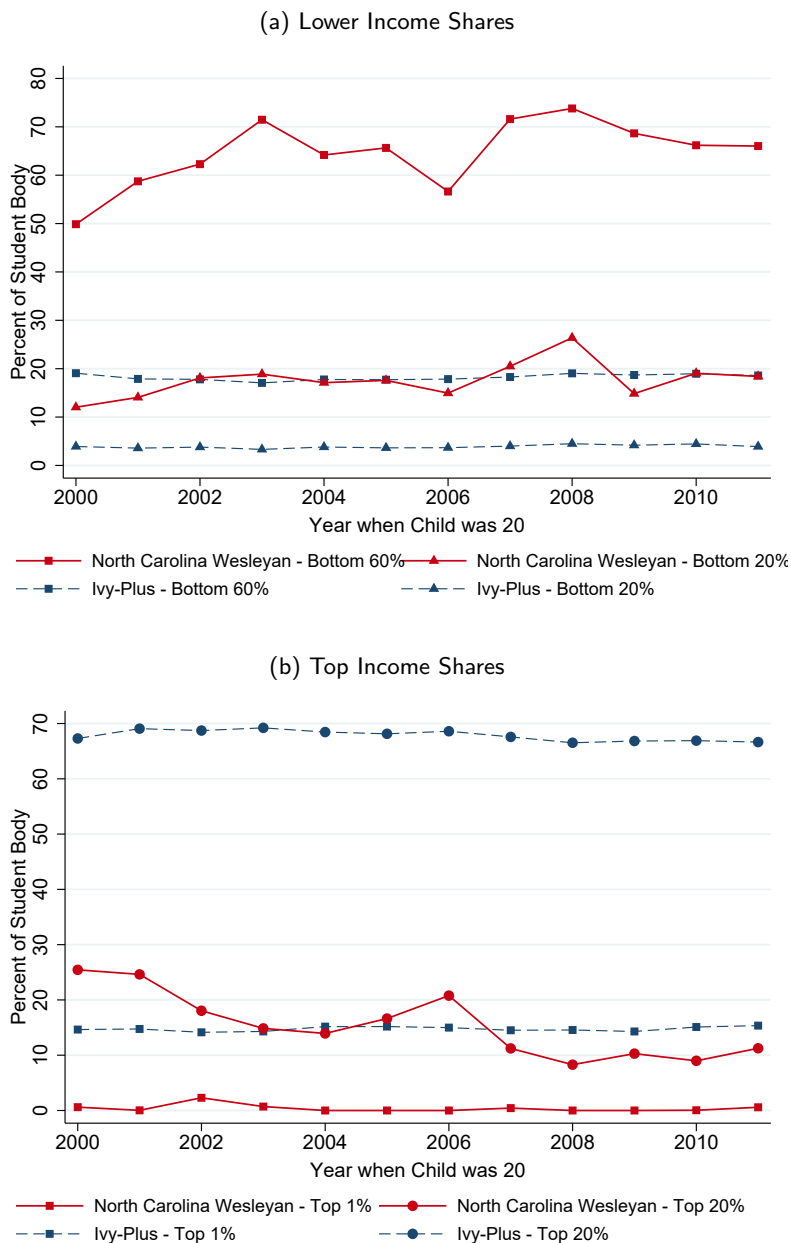 (a) Lower Income Shares
Percent of Student Body
80
70
60
50
40
30
20
10
0
2000 2002 2004 2006 2008 2010
Year when Child was 20
North Carolina Wesleyan - Bottom 60% North Carolina Wesleyan - Bottom 20%
Ivy-Plus - Bottom 60% Ivy-Plus - Bottom 20%
(b) Top Income Shares
Percent of Student Body
70
60
50
40
30
20
10
0
2000 2002 2004 2006 2008 2010
Year when Child was 20
North Carolina Wesleyan - Top 1% North Carolina Wesleyan - Top 20%
Ivy-Plus - Top 1% Ivy-Plus - Top 20%